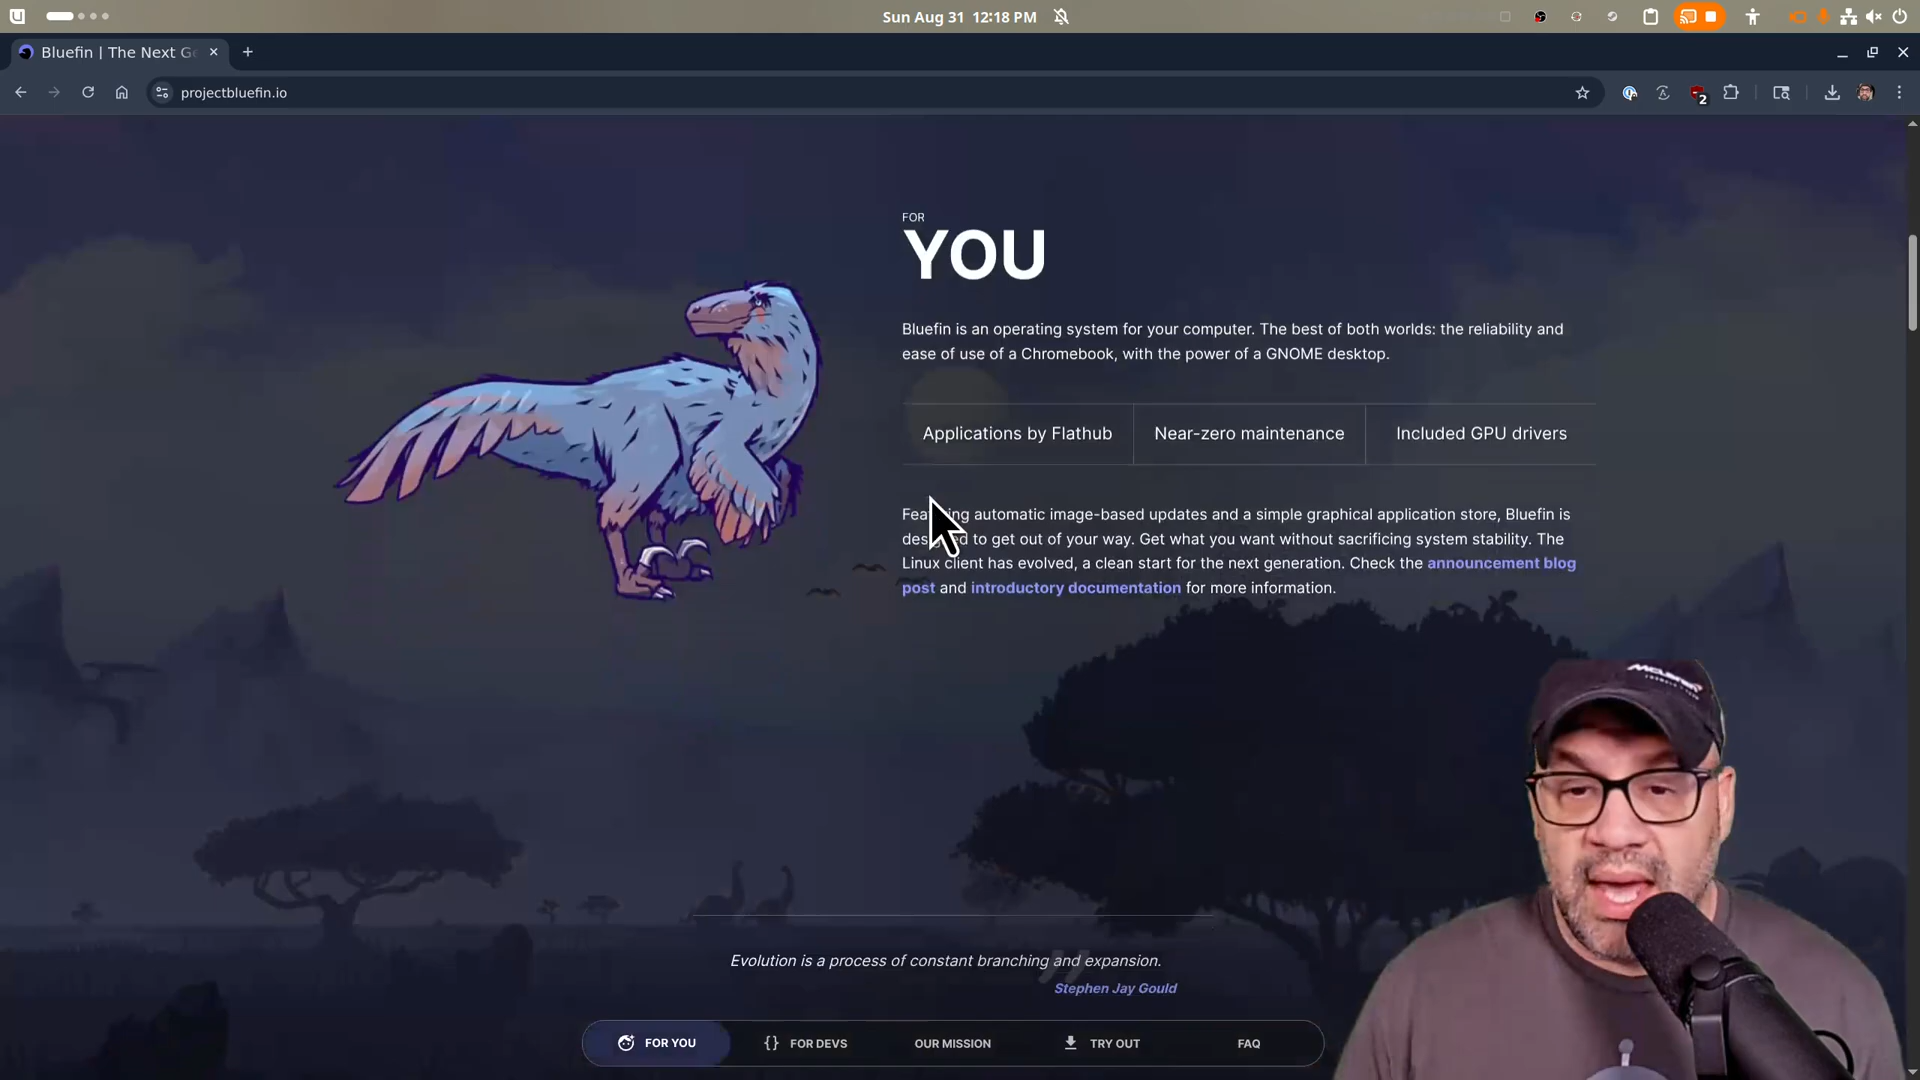 Sun Aug 31 12:18 PM
Bluefin | The Next Ge
projectbluefin.io
2
FOR
YOU
Bluefin is an operating system for your computer. The best of both worlds: the reliability and
ease of use of a Chromebook, with the power of a GNOME desktop.
Applications by Flathub
Near-zero maintenance
Included GPU drivers
automatic image-based updates and a simple graphical application store, Bluefin is
to get out of your way. Get what you want without sacrificing system stability. The
Linux client has evolved, a clean start for the next generation. Check the announcement blog
post and introductory documentation for more information.
Evolution is a process of constant branching and expansion.
Stephen Jay Gould
FOR YOU
{} FOR DEVS
OUR MISSION
TRY OUT
FAQ